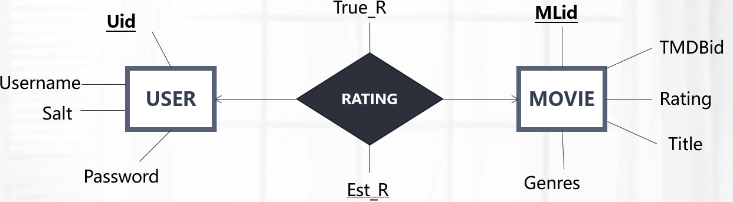 True_R
Uid
MLid
TMDBid
Username
USER
RATING
MOVIE
Rating
Salt
Title
Password
Est_R
Genres